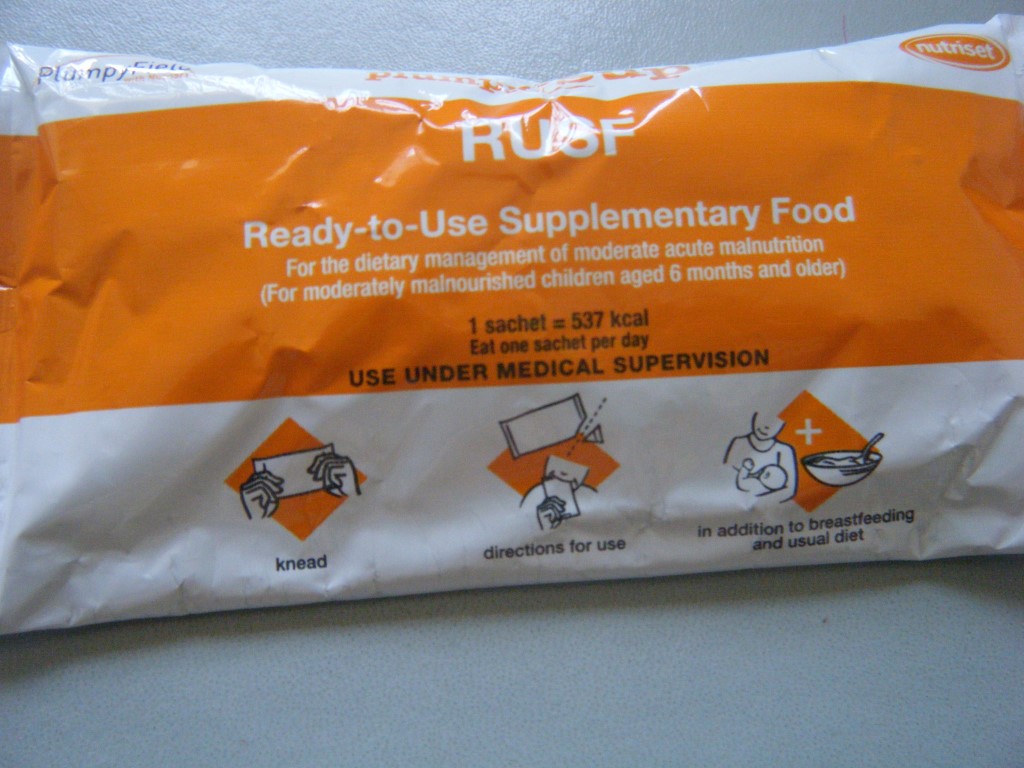 PlumpyField
nutriset
RUSF
Ready-to-Use Supplementary Food
For the dietary management of moderate acute malnutrition
(For moderately malnourished children aged 6 months and older)
1 sachet = 537 kcal
Eat one sachet per day
USE UNDER MEDICAL SUPERVISION
knead
directions for use
in addition to breastfeeding
and usual diet